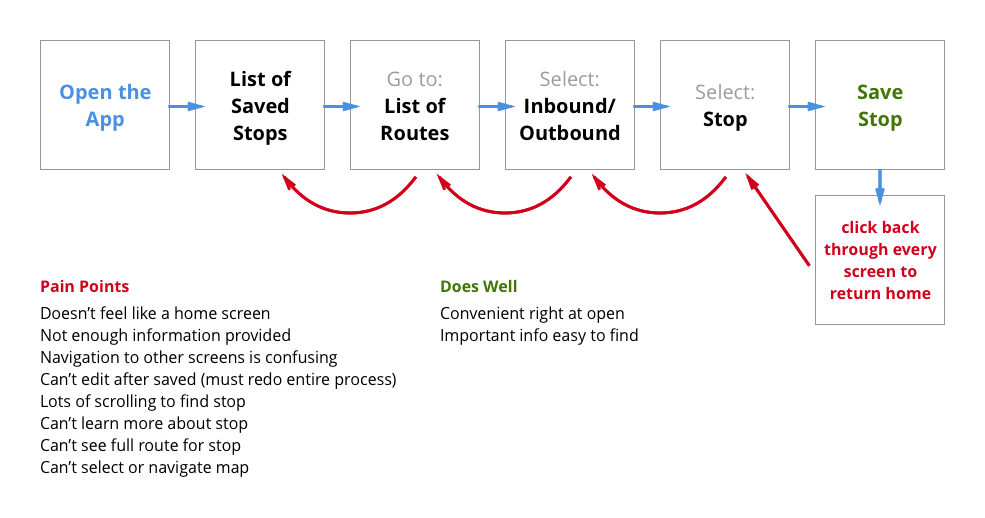 Open the
App
List of
Saved
Stops
Go to:
List of
Routes
Select:
Inbound/
Outbound
Select:
Stop
Save
Stop
click back
through every
screen to
return home
Pain Points
Doesn’t feel like a home screen
Not enough information provided
Navigation to other screens is confusing
Can’t edit after saved (must redo entire process)
Lots of scrolling to find stop
Can’t learn more about stop
Can’t see full route for stop
Can’t select or navigate map
Does Well
Convenient right at open
Important info easy to find